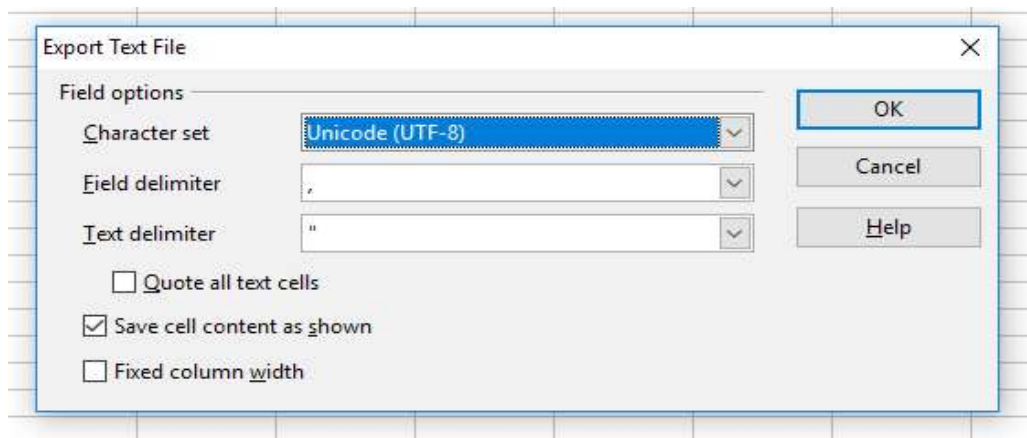 Export Text File
Field options
OK
Character set
Unicode (UTF-8)
Cancel
Field delimiter
,
Text delimiter
"
Help
Quote all text cells
Save cell content as shown
Fixed column width